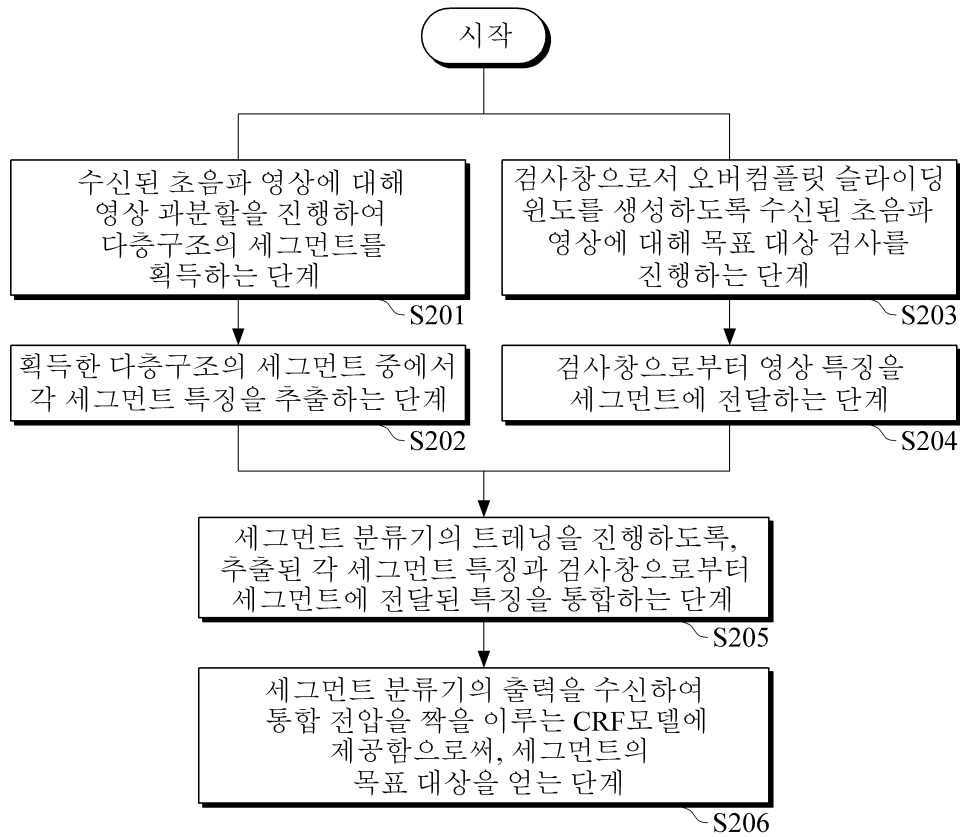 시작
수신된 초음파 영상에 대해
영상 과분할을 진행하여
다층구조의 세그먼트를
획득하는 단계
S201
검사창으로서 오버컴플릿 슬라이딩
윈도를 생성하도록 수신된 초음파
영상에 대해 목표 대상 검사를
진행하는 단계
S203
획득한 다층구조의 세그먼트 중에서
각 세그먼트 특징을 추출하는 단계
S202
검사창으로부터 영상 특징을
세그먼트에 전달하는 단계
S204
세그먼트 분류기의 트레닝을 진행하도록,
추출된 각 세그먼트 특징과 검사창으로부터
세그먼트에 전달된 특징을 통합하는 단계
S205
세그먼트 분류기의 출력을 수신하여
통합 전압을 짝을 이루는 CRF모델에
제공함으로써, 세그먼트의
목표 대상을 얻는 단계
S206